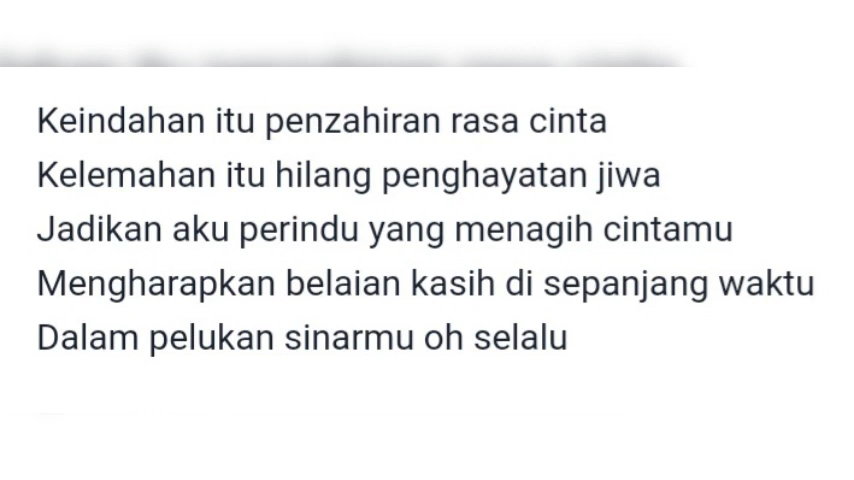 Keindahan itu penzahiran rasa cinta
Kelemahan itu hilang penghayatan jiwa
Jadikan aku perindu yang menagih cintamu
Mengharapkan belaian kasih di sepanjang waktu
Dalam pelukan sinarmu oh selalu